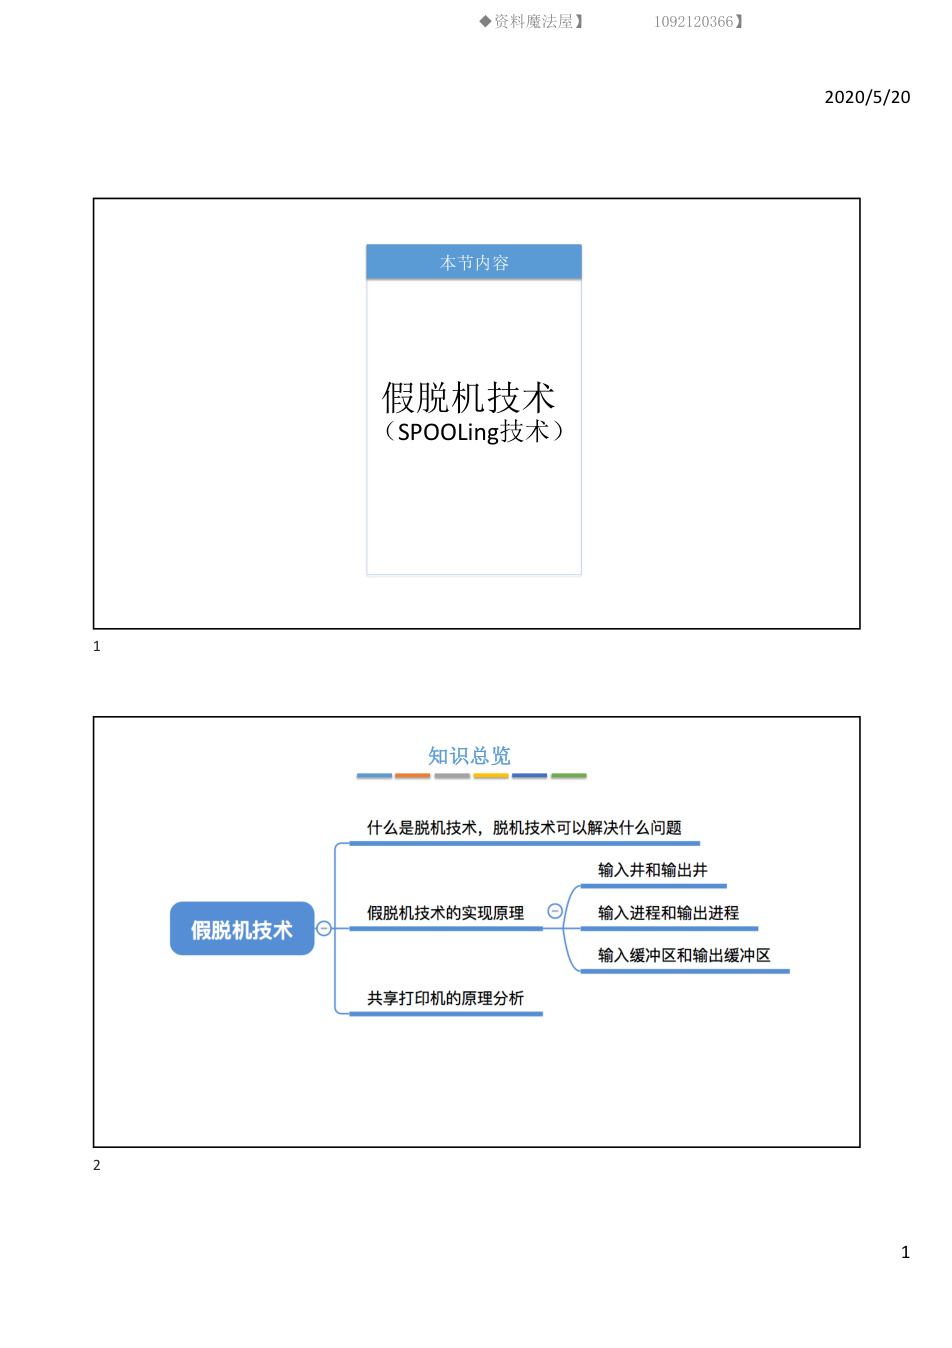 ◆资料魔法屋】 1092120366】
2020/5/20
本节内容
假脱机技术
（SPOOLing技术）
1
知识总览
什么是脱机技术，脱机技术可以解决什么问题
输入井和输出井
假脱机技术
假脱机技术的实现原理
输入进程和输出进程
输入缓冲区和输出缓冲区
共享打印机的原理分析
2
1